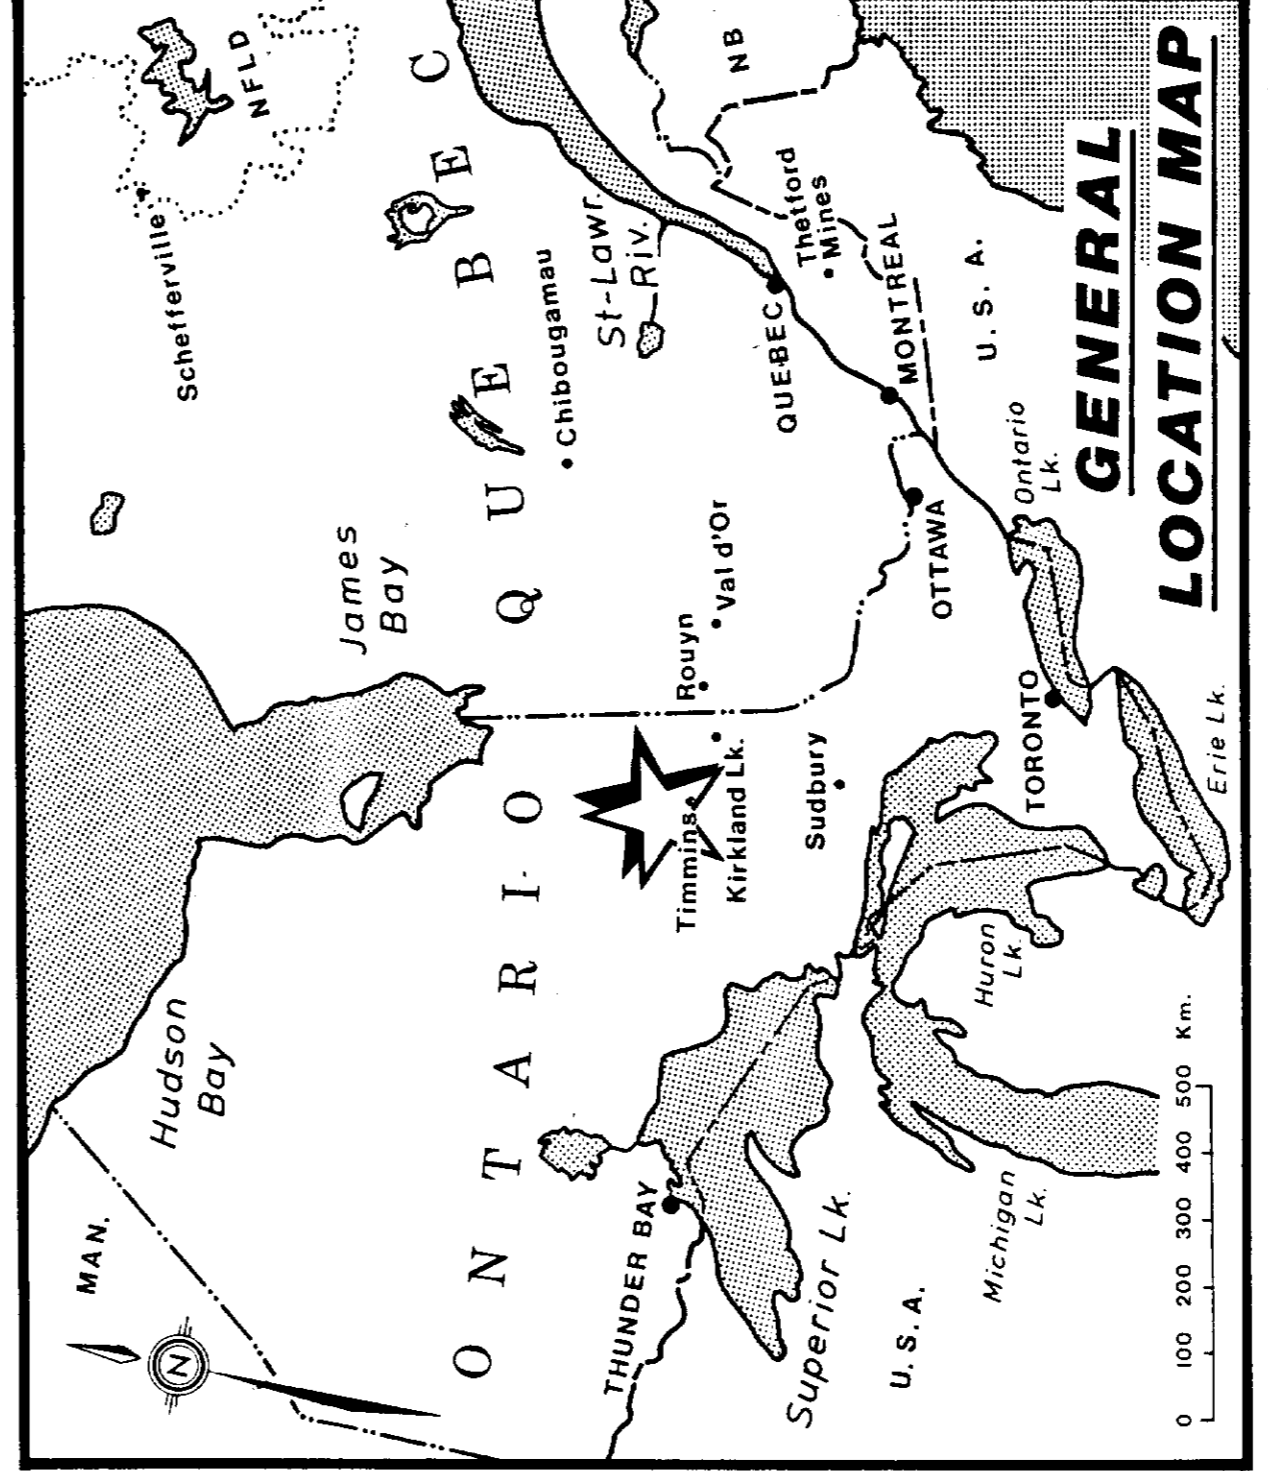 MAN.
N
Hudson
Bay
James
Bay
Schefferville
NFLD
ONTARIO
QUEBEC
Chibougamau
St-Lawr.
Riv.
NB
THUNDER BAY
Timmins
Kirkland Lk.
Rouyn
Val d'Or
Sudbury
QUEBEC
Thetford
Mines
MONTREAL
OTTAWA
U.S.A.
Superior Lk.
U.S.A.
Michigan
Lk.
Huron
Lk.
TORONTO
Ontario
Lk.
Erie Lk.
GENERAL
LOCATION MAP
0 100 200 300 400 500 Km.